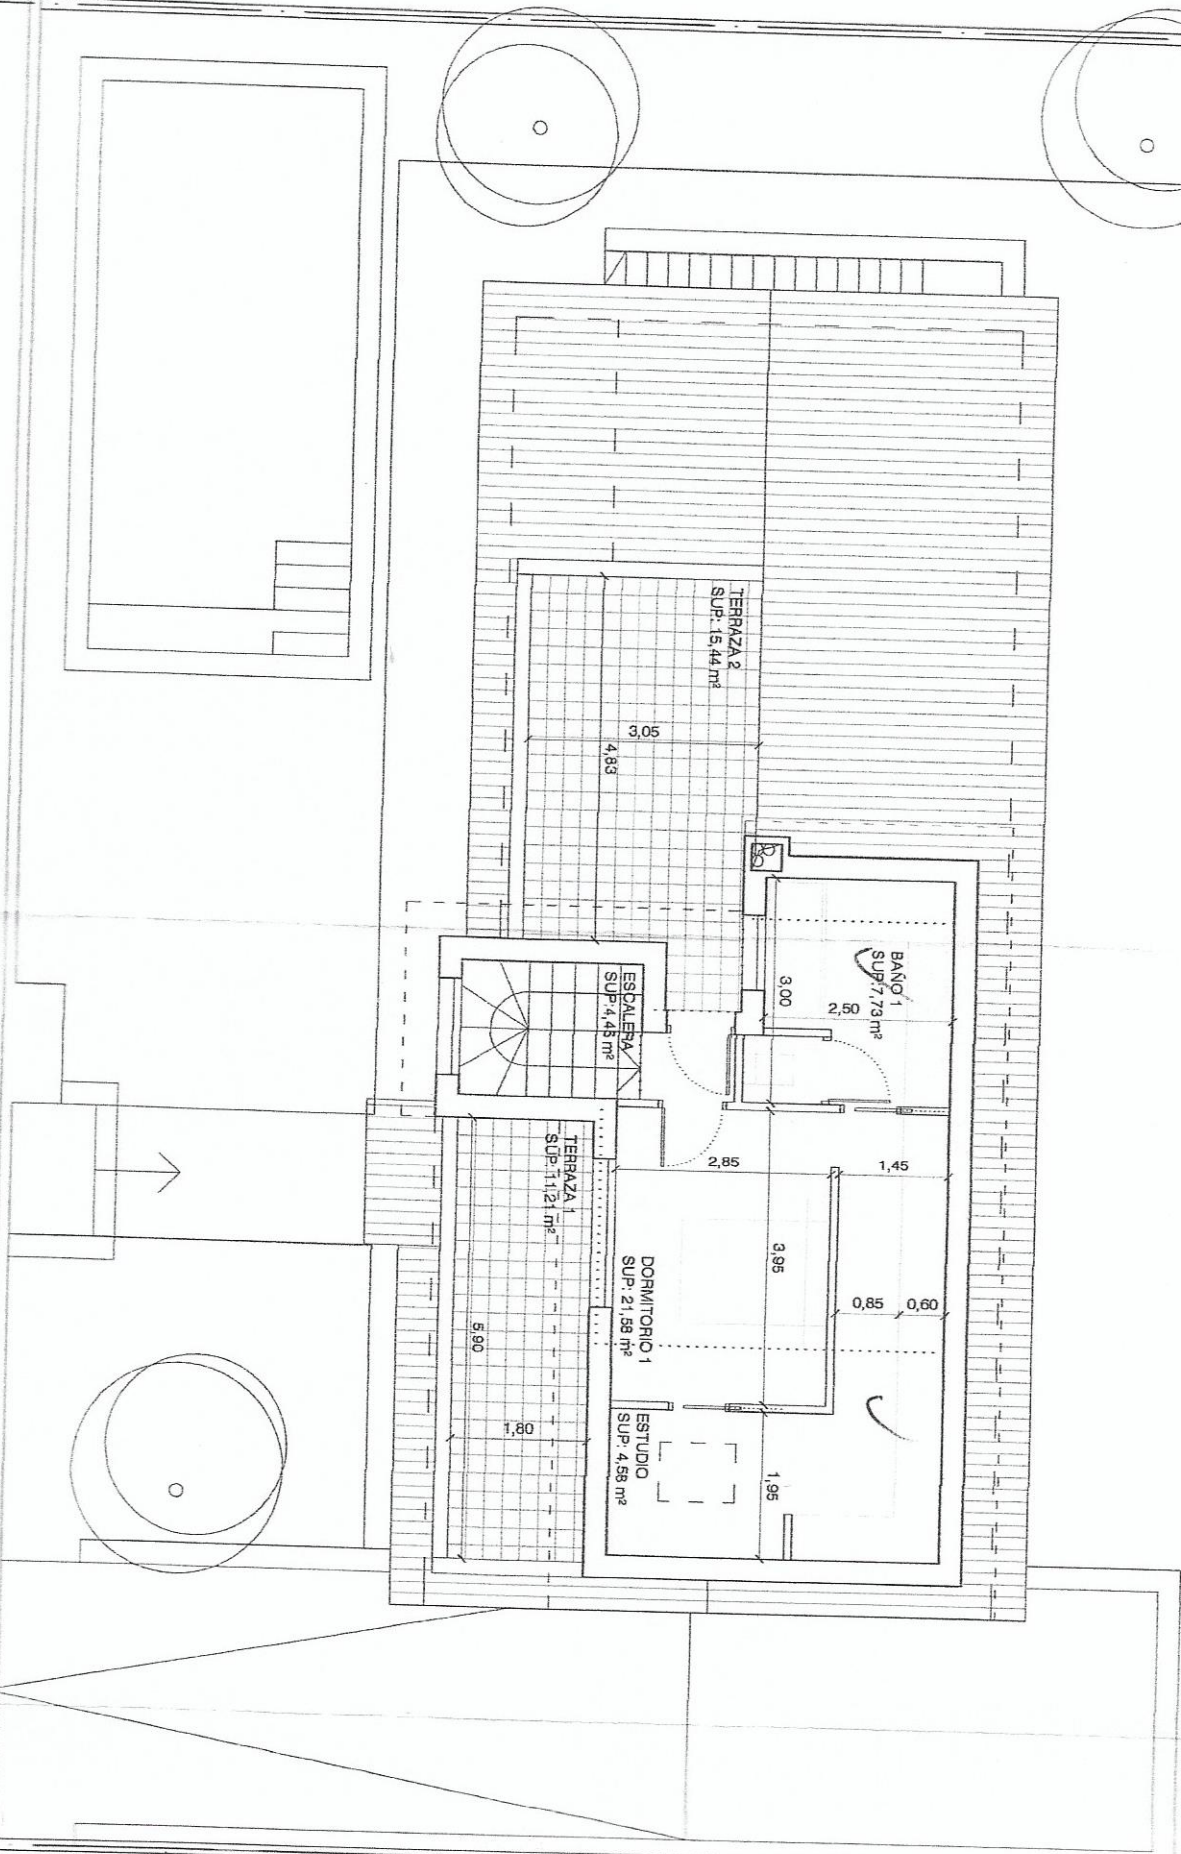 TERRAZA 2
SUP: 15,44 m²
3,05
4,83
BAÑO 1
SUP:7,73 m²
3,00
2,50
ESCALERA
SUP:4,45 m²
TERRAZA 1
SUP: 11,21 m²
2,85
1,45
3,95
0,85
0,60
DORMITORIO 1
SUP: 21,58 m²
5,90
1,80
ESTUDIO
SUP: 4,58 m²
1,95